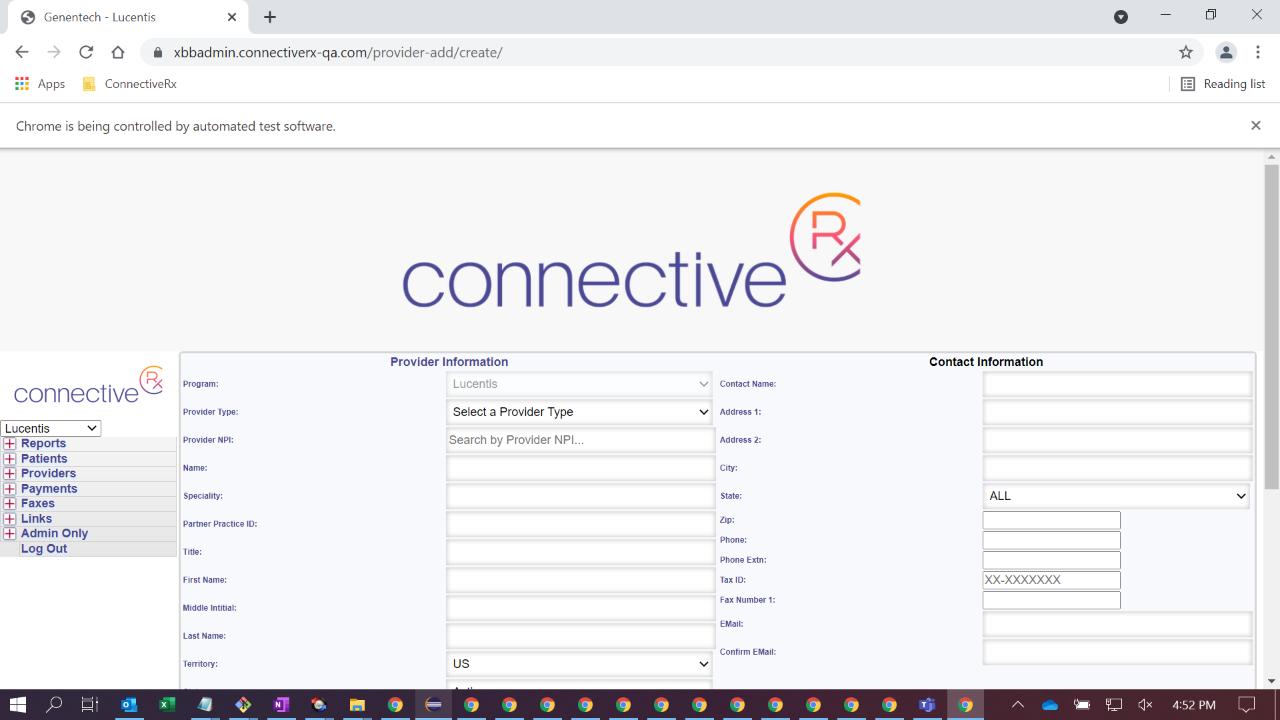 Genentech - Lucentis
xbbadmin.connectiverx-qa.com/provider-add/create/
Apps
ConnectiveRx
Reading list
Chrome is being controlled by automated test software.
connective Rx
connective Rx
Lucentis
Reports
Patients
Providers
Payments
Faxes
Links
Admin Only
Log Out
Provider Information
Program:
Lucentis
Provider Type:
Select a Provider Type
Provider NPI:
Search by Provider NPI...
Name:
Speciality:
Partner Practice ID:
Title:
First Name:
Middle Intitial:
Last Name:
Territory:
US
Contact Information
Contact Name:
Address 1:
Address 2:
City:
State:
ALL
Zip:
Phone:
Phone Extn:
Tax ID:
XX-XXXXXXX
Fax Number 1:
EMail:
Confirm EMail:
4:52 PM